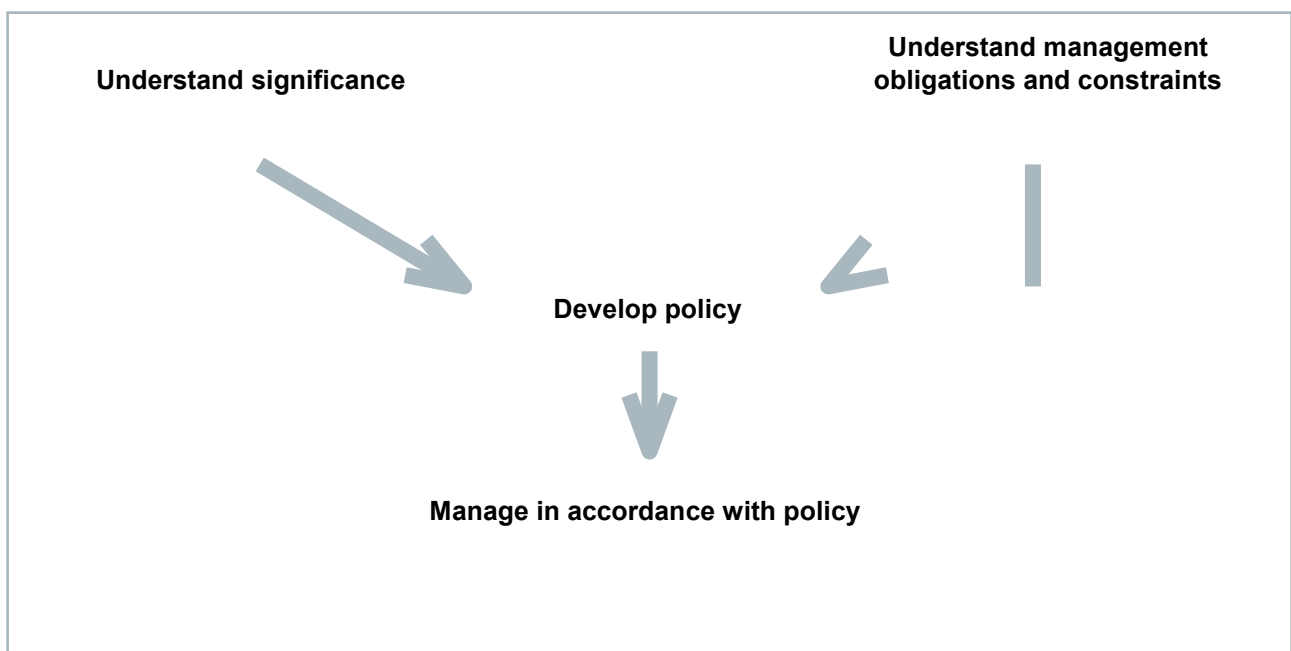 Understand significance
Understand management
obligations and constraints
Develop policy
Manage in accordance with policy